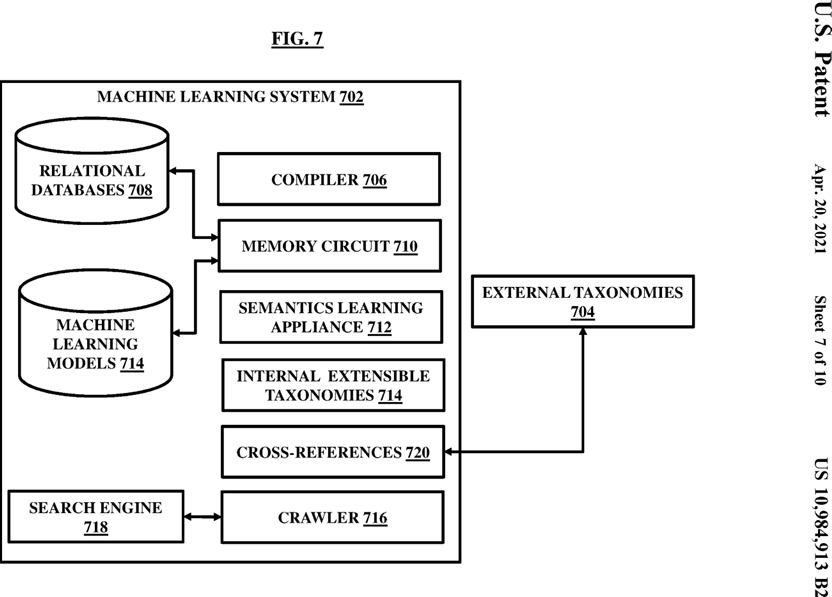 U.S. Patent
Apr. 20, 2021
Sheet 7 of 10
US 10,984,913 B2
FIG. 7
MACHINE LEARNING SYSTEM 702
RELATIONAL
DATABASES 708
COMPILER 706
MEMORY CIRCUIT 710
MACHINE
LEARNING
MODELS 714
SEMANTICS LEARNING
APPLIANCE 712
EXTERNAL TAXONOMIES
704
INTERNAL EXTENSIBLE
TAXONOMIES 714
CROSS-REFERENCES 720
SEARCH ENGINE
718
CRAWLER 716